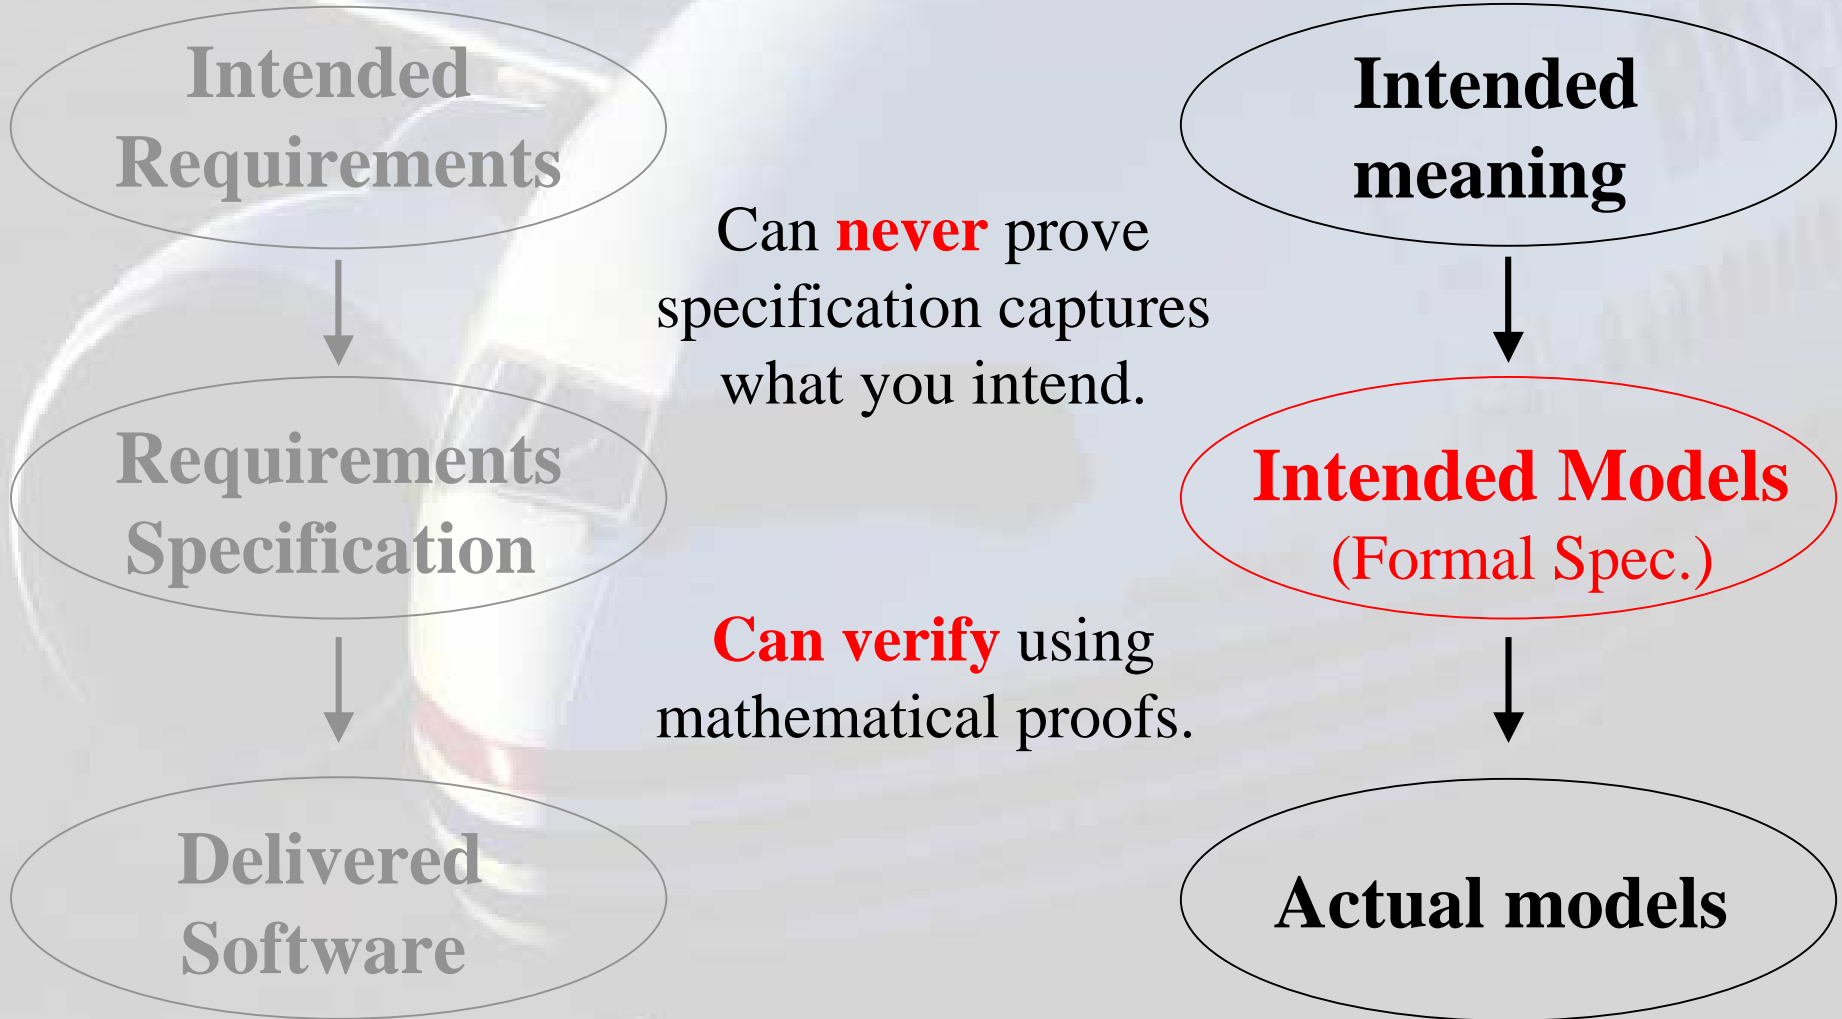 Intended
Requirements
Requirements
Specification
Delivered
Software
Can never prove
specification captures
what you intend.
Can verify using
mathematical proofs.
Intended
meaning
Intended Models
(Formal Spec.)
Actual models